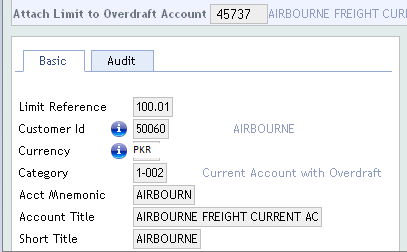 Attach Limit to Overdraft Account 45737 AIRBOURNE FREIGHT CUR
Basic Audit
Limit Reference 100.01
Customer Id 50060 AIRBOURNE
Currency PKR
Category 1-002 Current Account with Overdraft
Acct Mnemonic AIRBOURN
Account Title AIRBOURNE FREIGHT CURRENT AC
Short Title AIRBOURNE